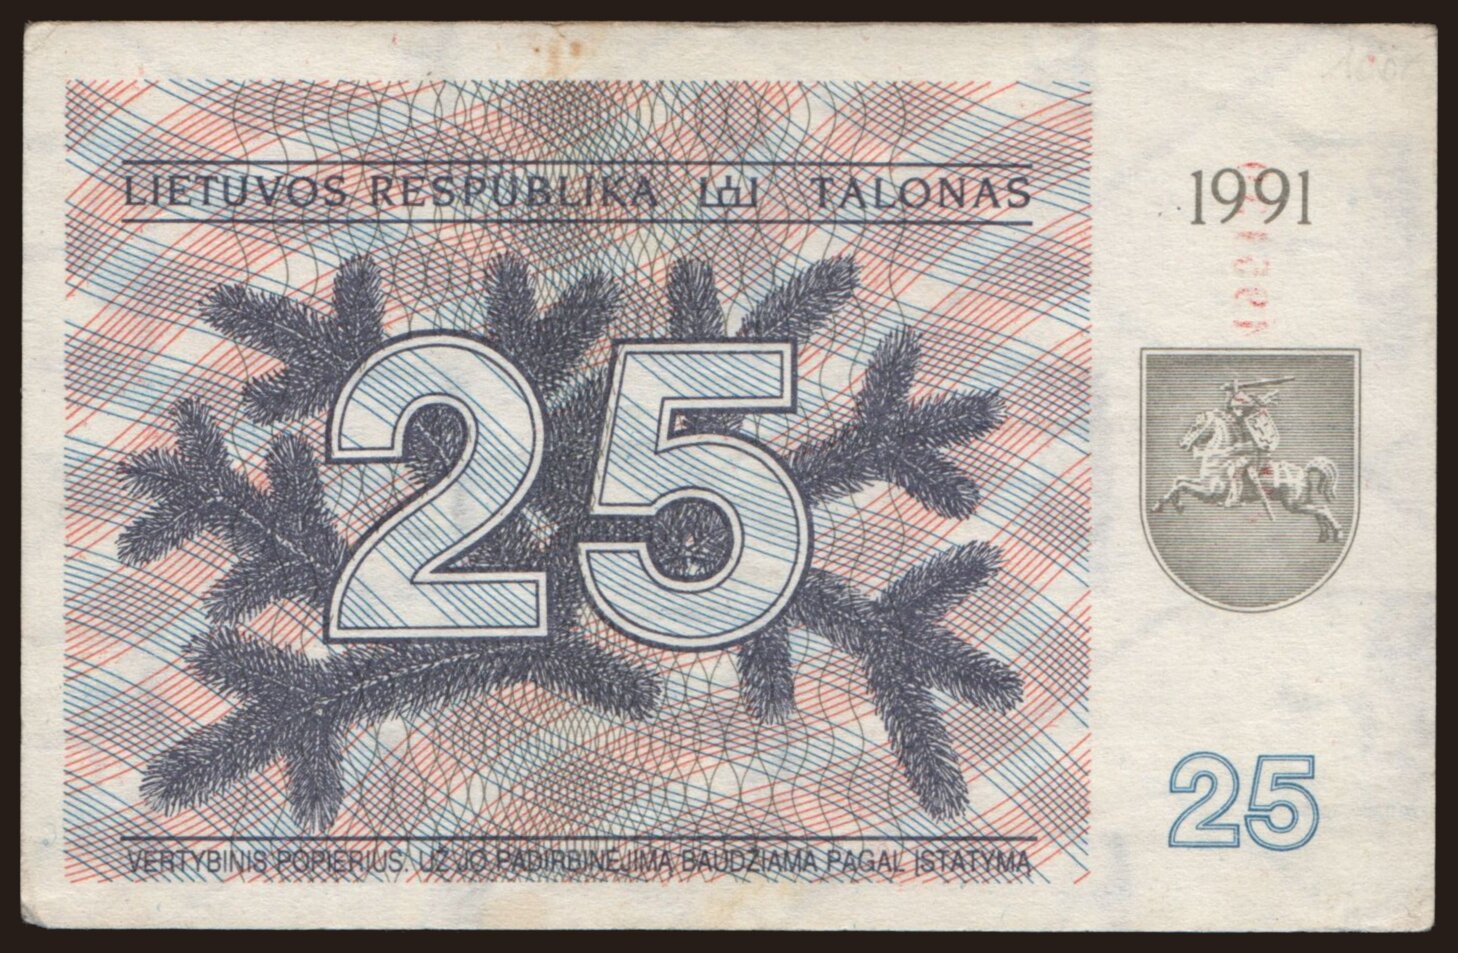 LIETUVOS RESPUBLIKA TALONAS
1991
25
25
VERTYBINIS POPIERIUS. UŽ JO PADIRBINĖJIMĄ BAUDŽIAMA PAGAL ĮSTATYMĄ